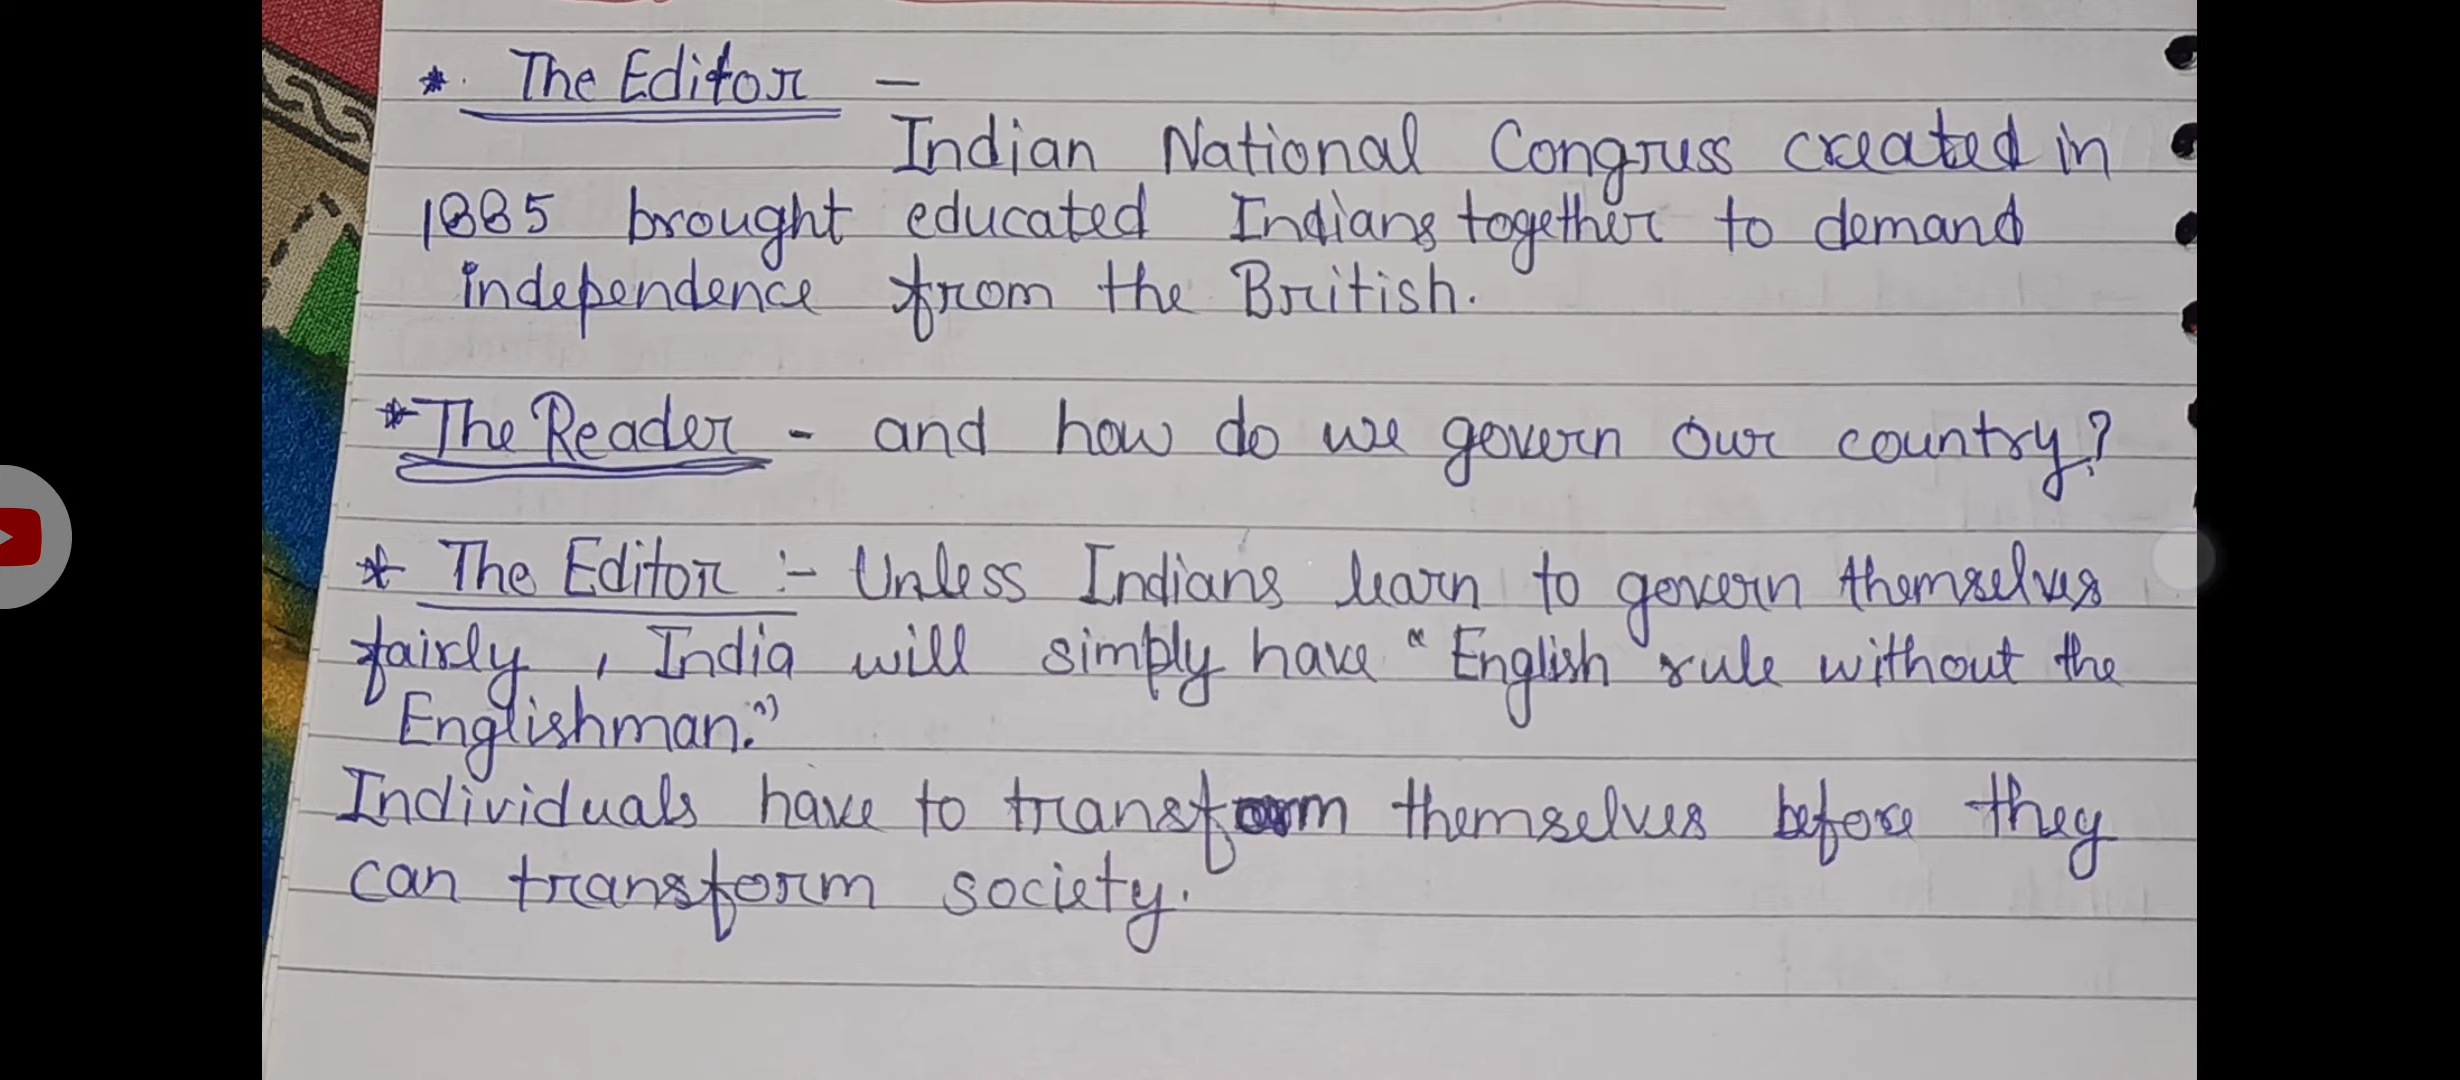 * The Editor –
Indian National Congress created in
1885 brought educated Indians together to demand
independence from the British.
* The Reader - and how do we govern our country?
* The Editor :- Unless Indians learn to govern themselves
fairly, India will simply have "English rule without the
Englishman."
Individuals have to transform themselves before they
can transform society.